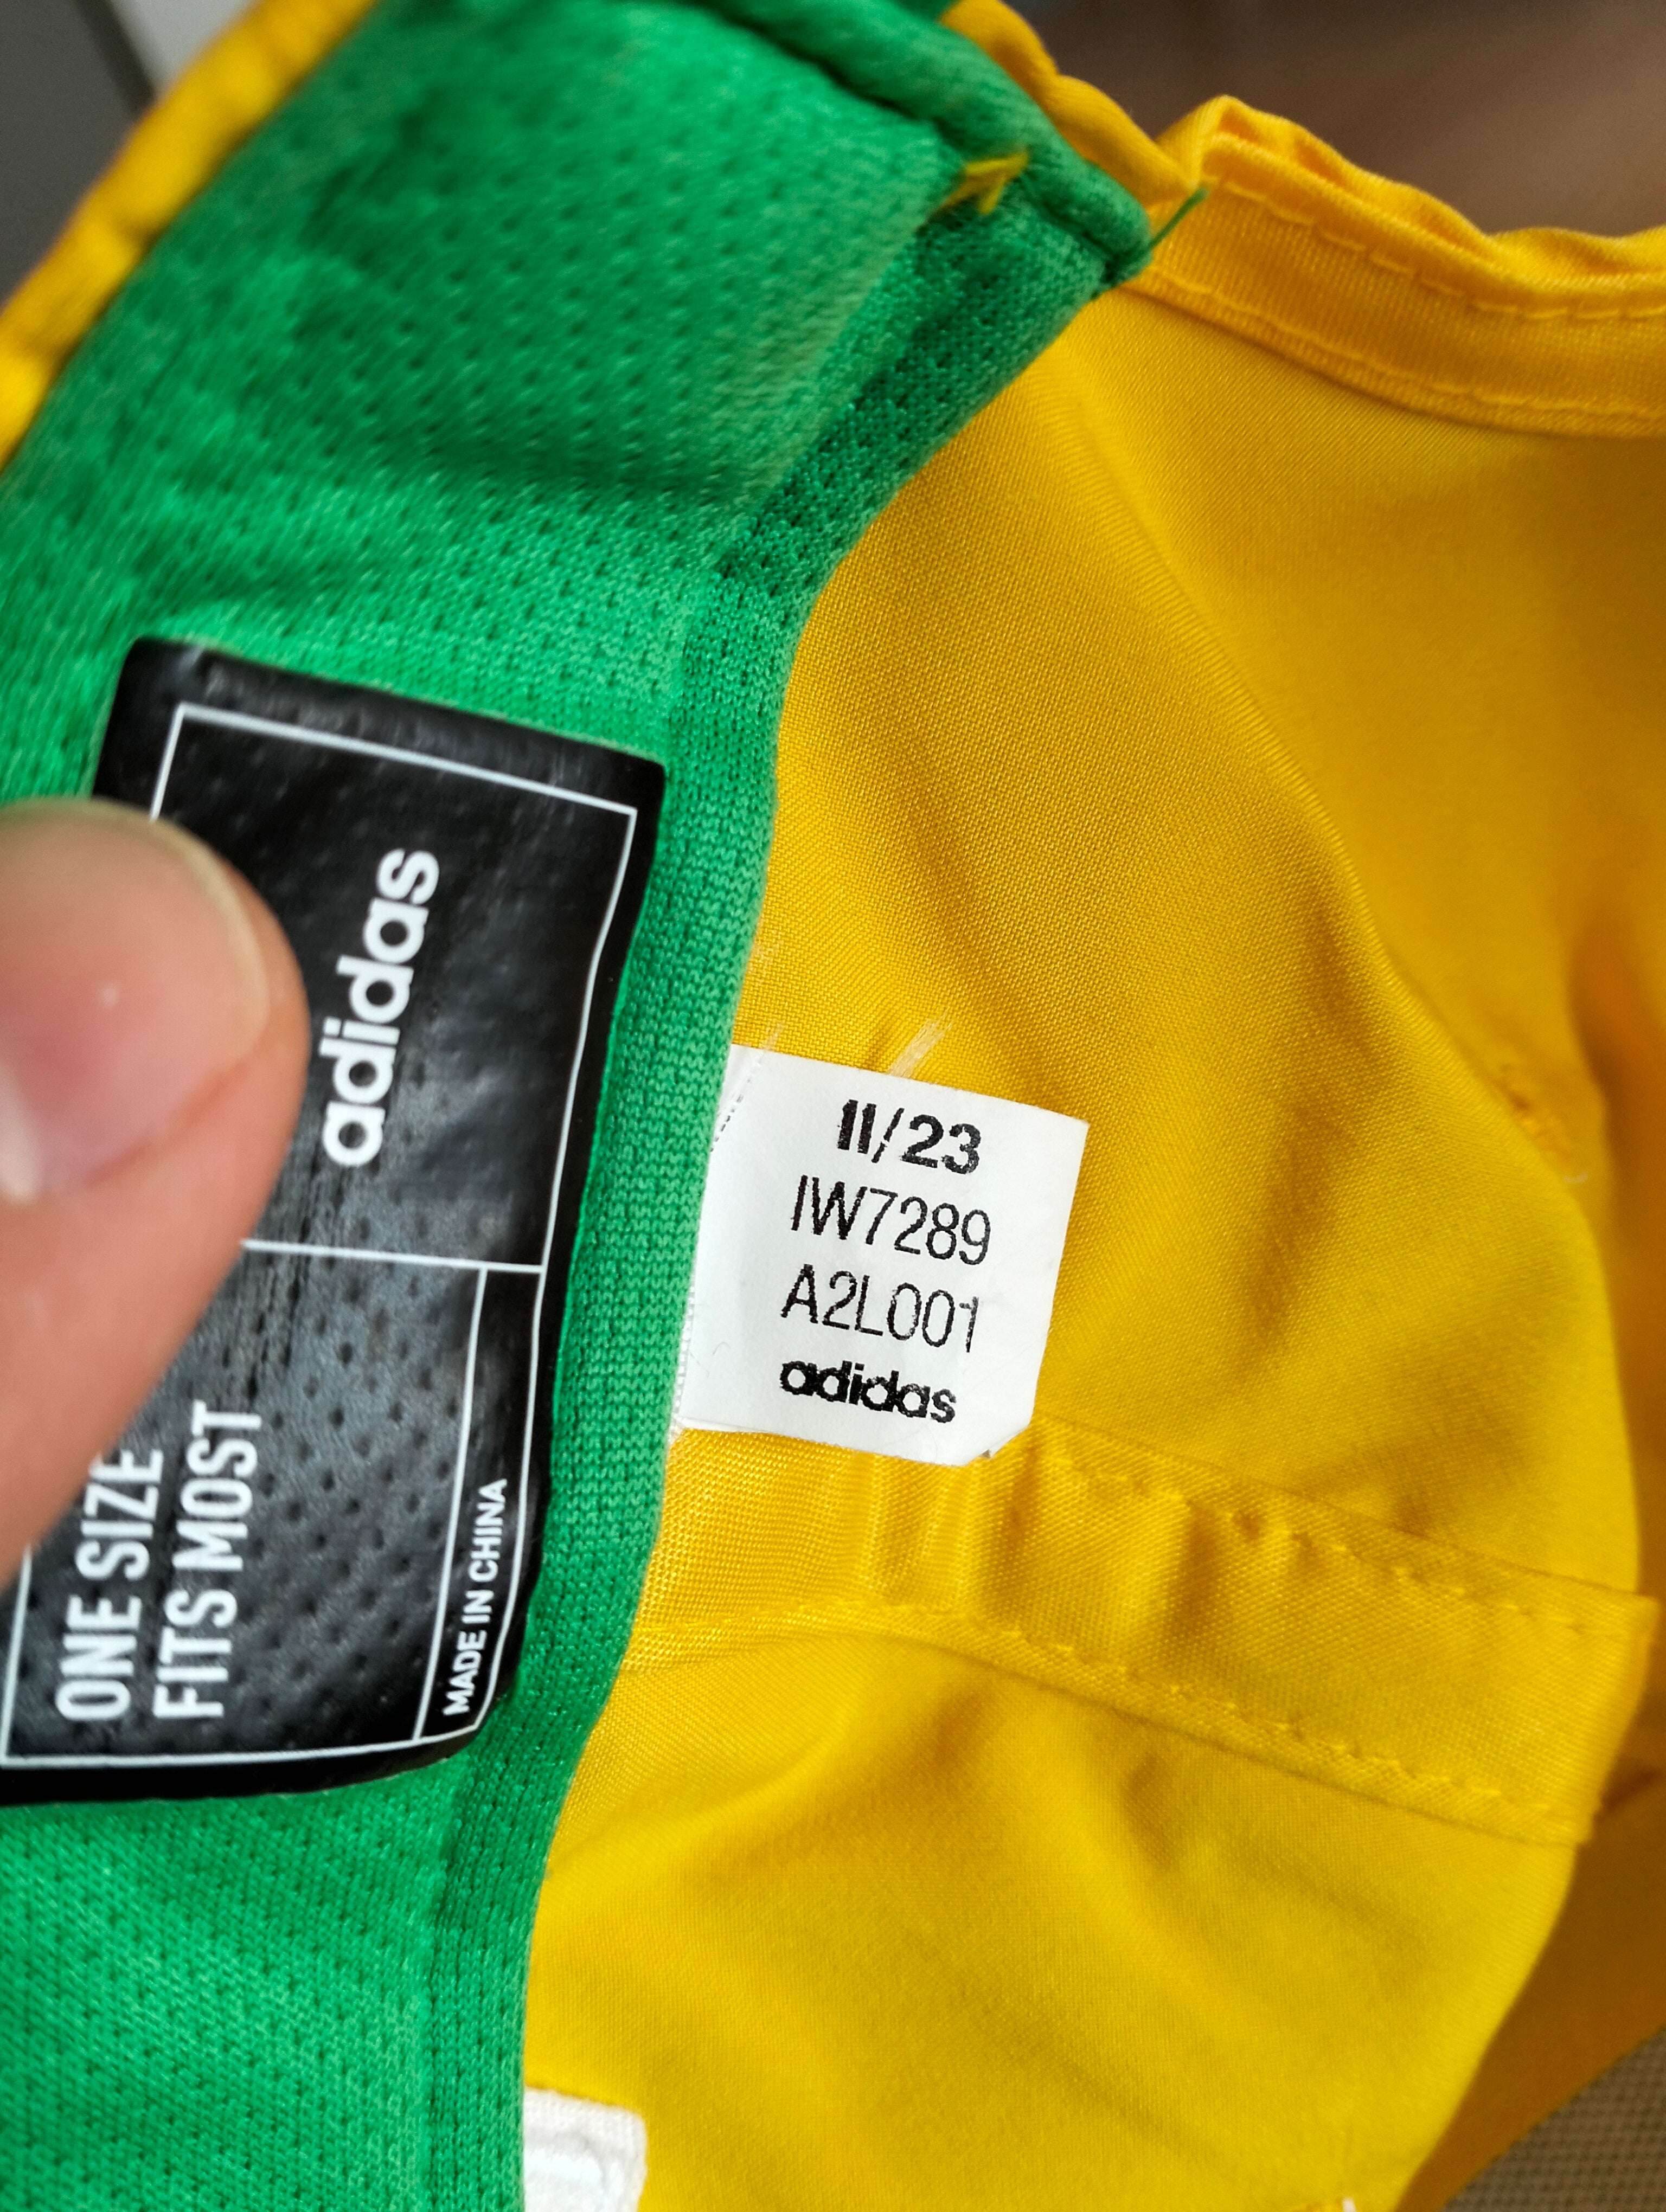 adidas
ONE SIZE
FITS MOST
MADE IN CHINA
11/23
IW7289
A2L001
adidas